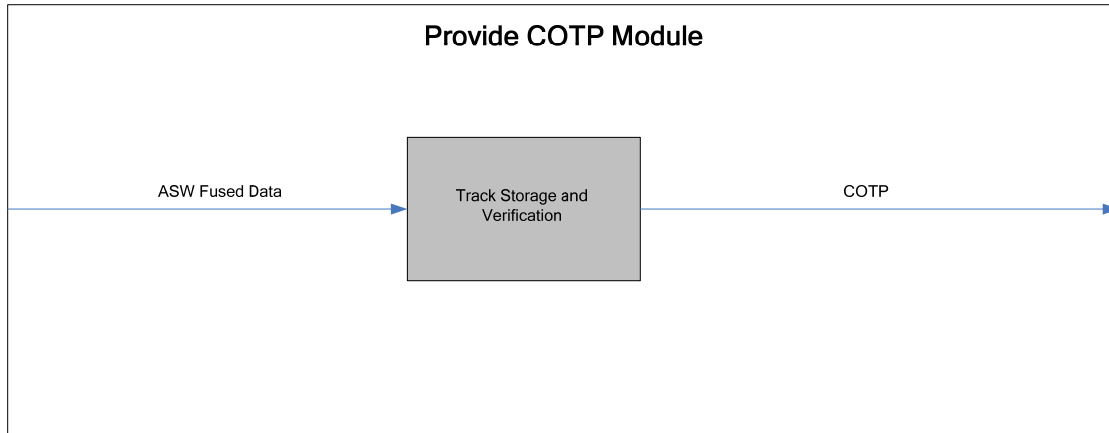 Provide COTP Module
ASW Fused Data
Track Storage and
Verification
COTP